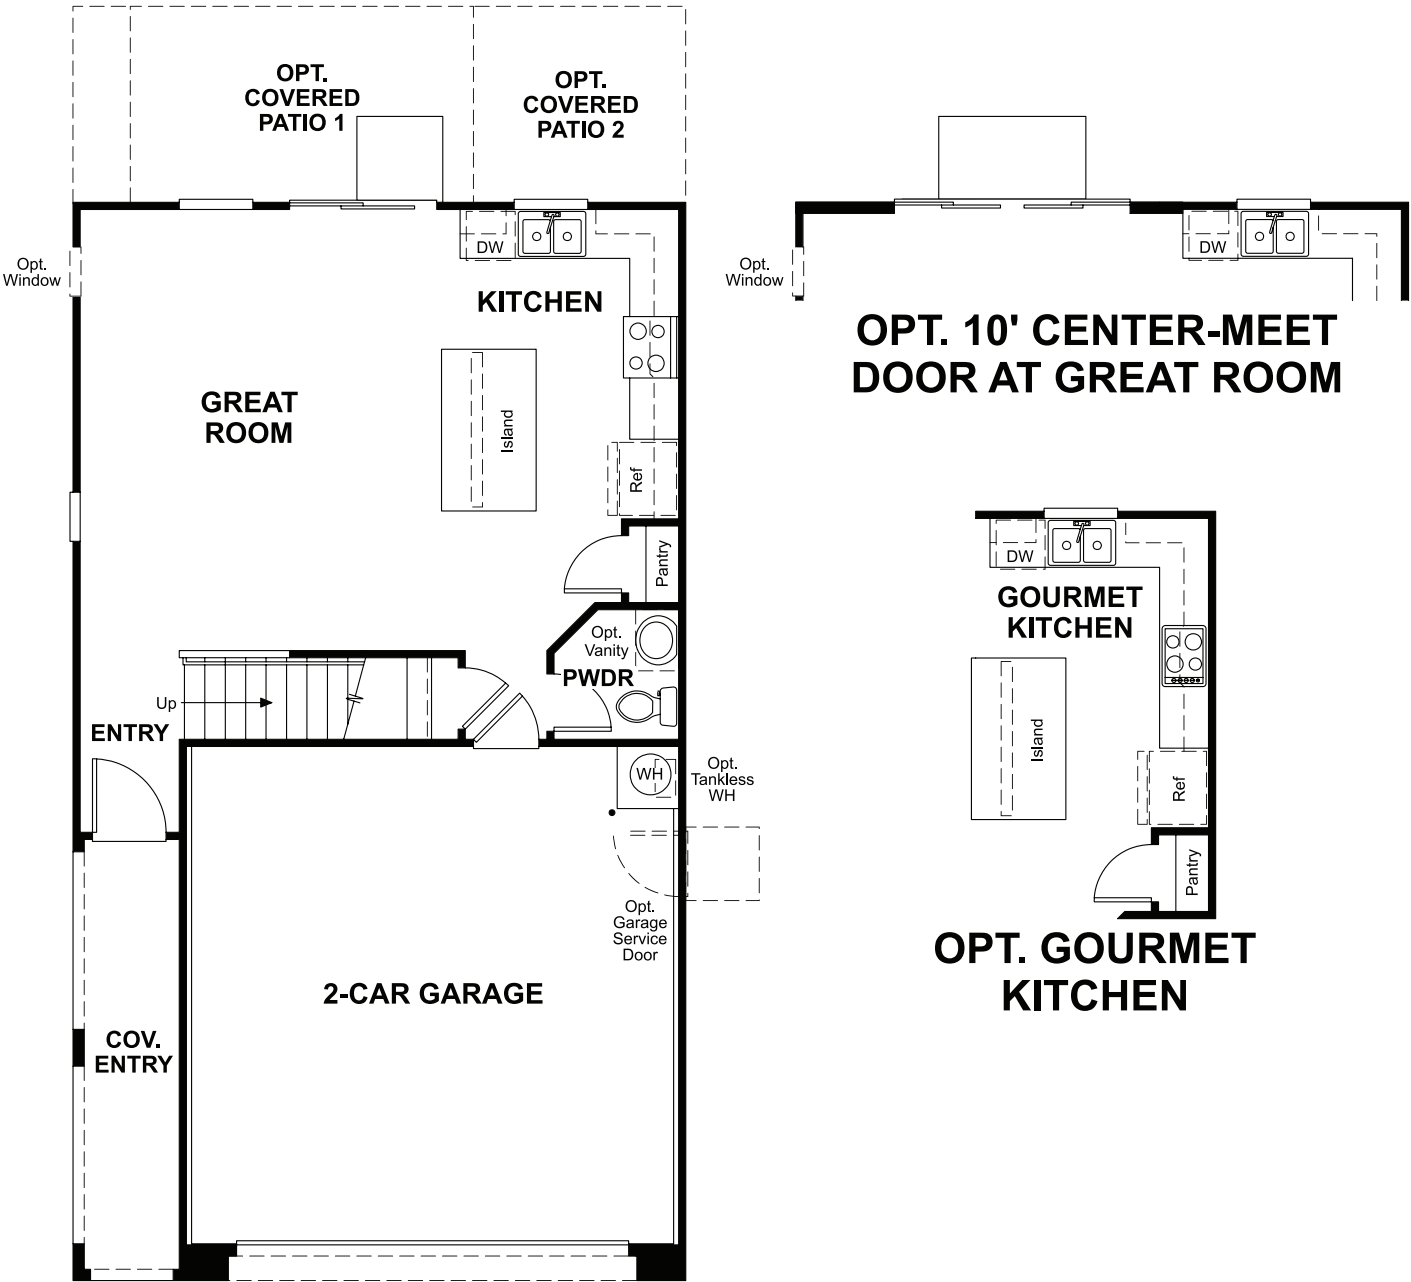 OPT.
COVERED
PATIO 1
OPT.
COVERED
PATIO 2
Opt.
Window
DW
KITCHEN
GREAT
ROOM
Island
Ref
Pantry
Opt.
Vanity
PWDR
Up
ENTRY
WH
Opt.
Tankless
WH
Opt.
Garage
Service
Door
2-CAR GARAGE
COV.
ENTRY
Opt.
Window
DW
OPT. 10' CENTER-MEET
DOOR AT GREAT ROOM
DW
GOURMET
KITCHEN
Island
Ref
Pantry
OPT. GOURMET
KITCHEN